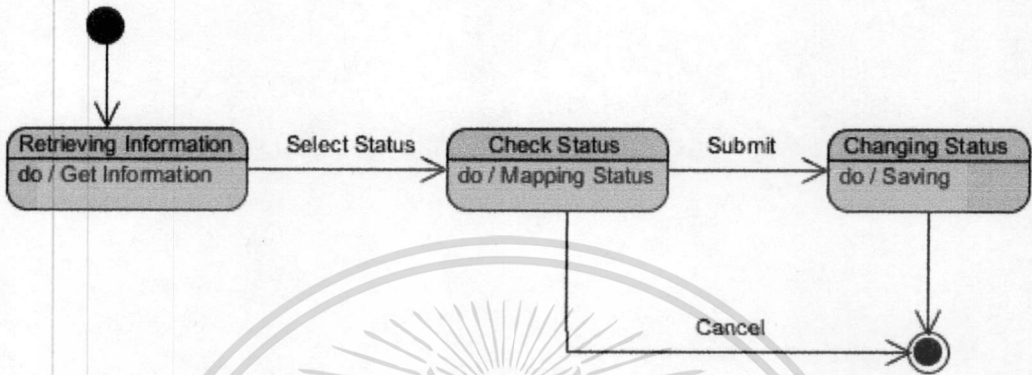 Retrieving Information
do / Get Information
Select Status
Check Status
do / Mapping Status
Submit
Changing Status
do / Saving
Cancel